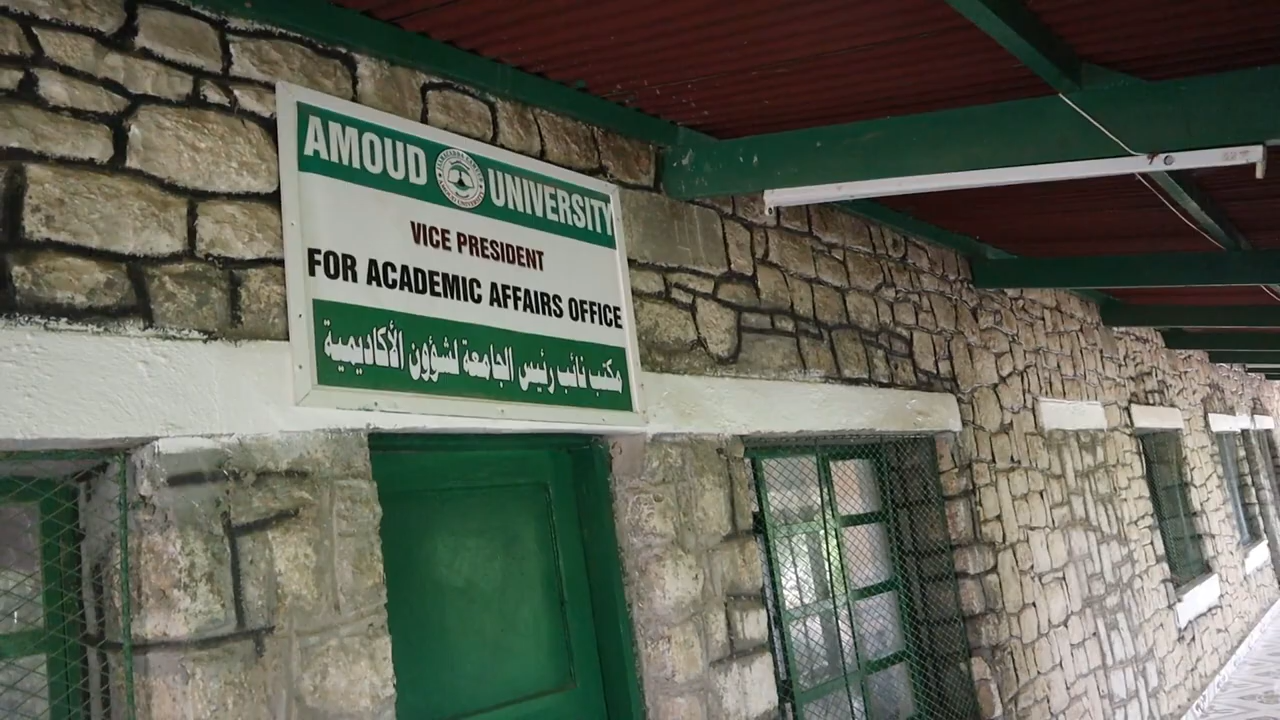 AMOUD UNIVERSITY
VICE PRESIDENT
FOR ACADEMIC AFFAIRS OFFICE
مكتب نائب رئيس الجامعة لشؤون الأكاديمية